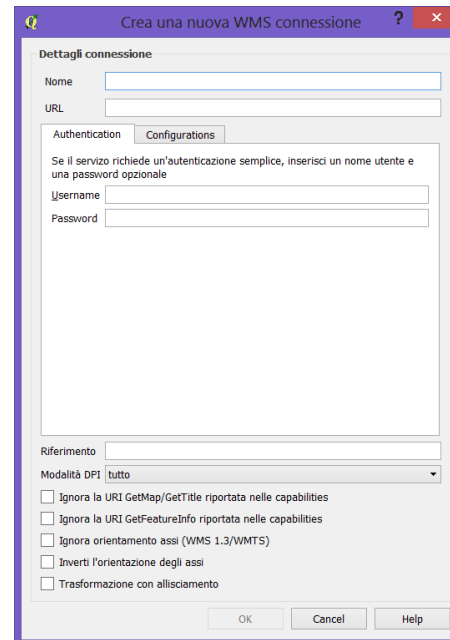 Crea una nuova WMS connessione
?
×
Dettagli connessione
Nome
URL
Authentication
Configurations
Se il servizo richiede un'autenticazione semplice, inserisci un nome utente e
una password opzionale
Username
Password
Riferimento
Modalità DPI tutto
Ignora la URI GetMap/GetTitle riportata nelle capabilities
Ignora la URI GetFeatureInfo riportata nelle capabilities
Ignora orientamento assi (WMS 1.3/WMTS)
Inverti l'orientazione degli assi
Trasformazione con allisciamento
OK
Cancel
Help